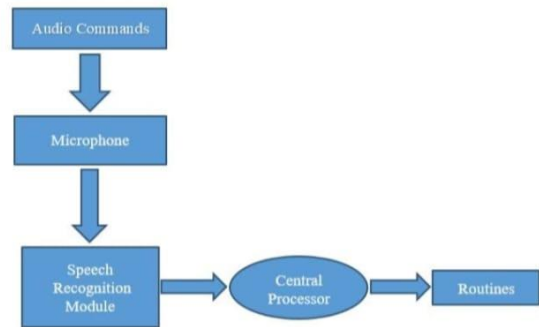 Audio Commands
Microphone
Speech
Recognition
Module
Central
Processor
Routines